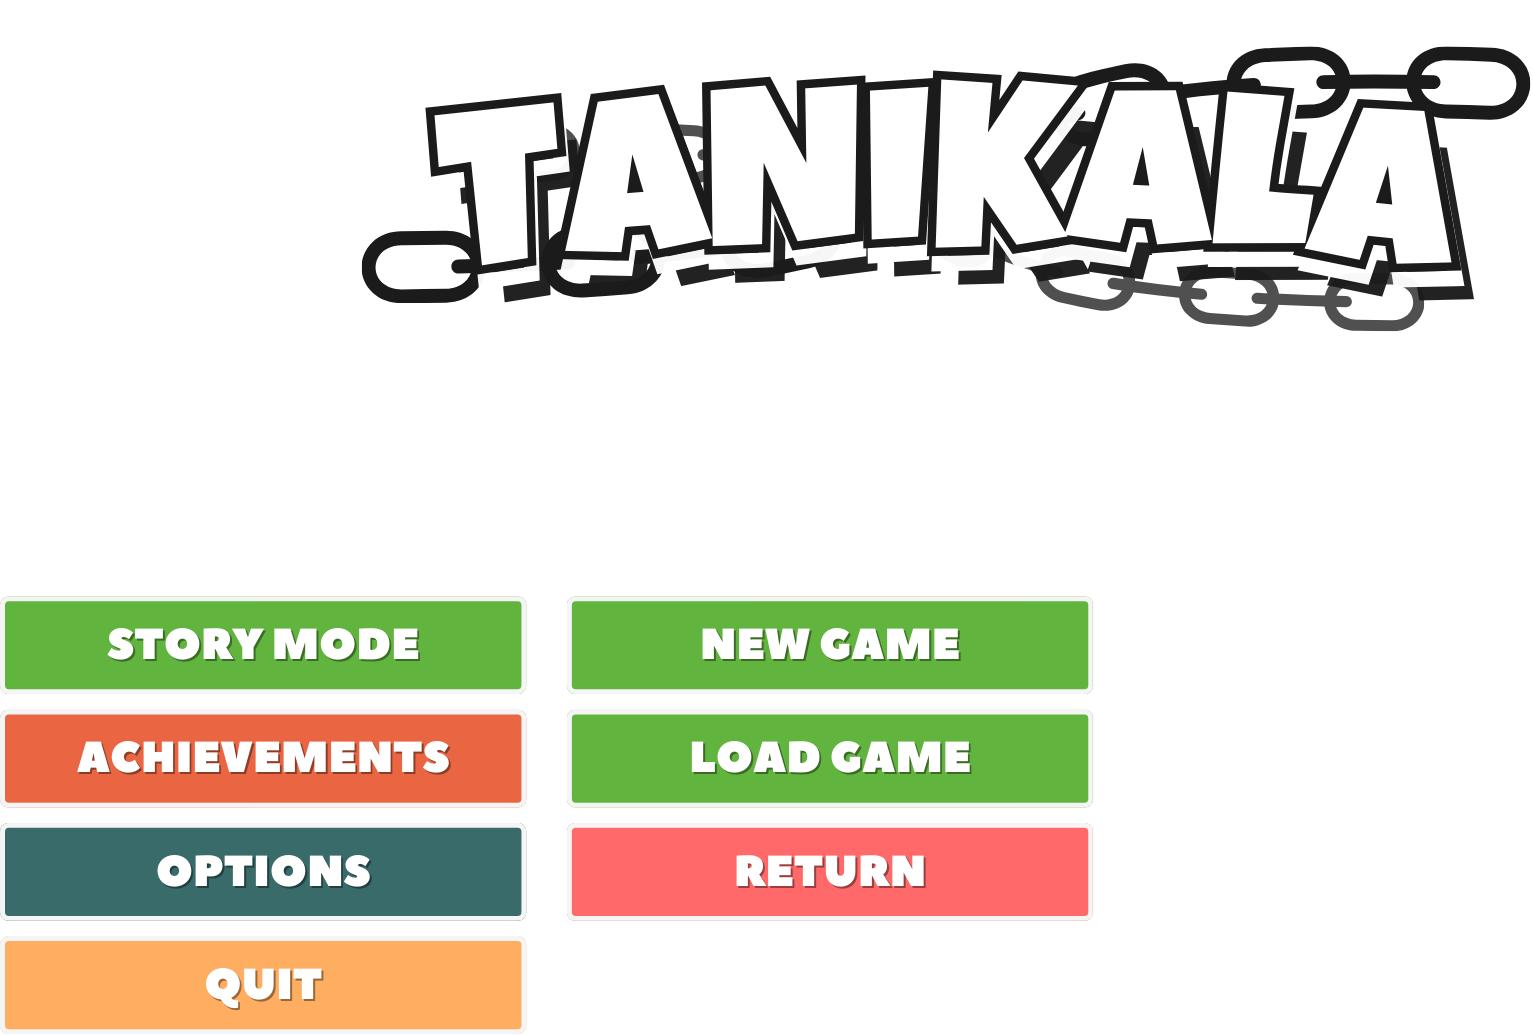 TANIKALA
STORY MODE
ACHIEVEMENTS
OPTIONS
QUIT
NEW GAME
LOAD GAME
RETURN